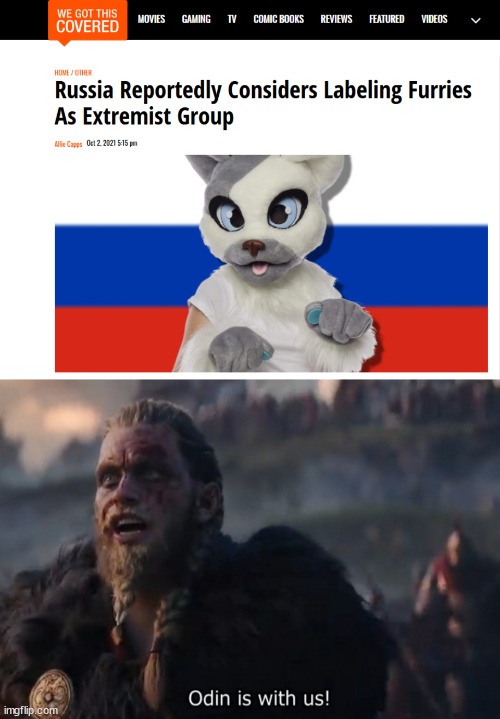 WE GOT THIS
COVERED
MOVIES GAMING TV COMIC BOOKS REVIEWS FEATURED VIDEOS
HOME / OTHER
Russia Reportedly Considers Labeling Furries
As Extremist Group
Allie Capps Oct 2, 2021 5:15 pm
Odin is with us!
imgflip.com